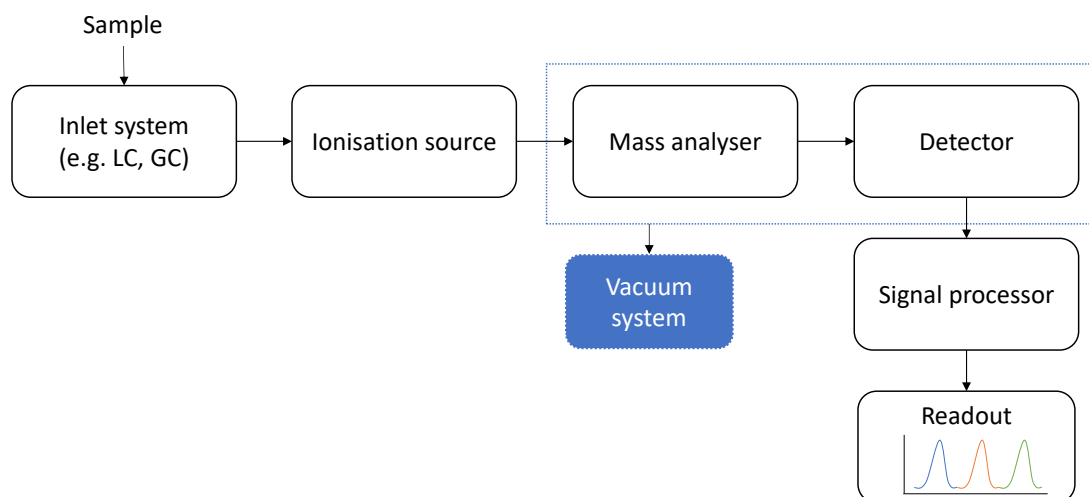 Sample
Inlet system
(e.g. LC, GC)
Ionisation source
Mass analyser
Detector
Vacuum
system
Signal processor
Readout